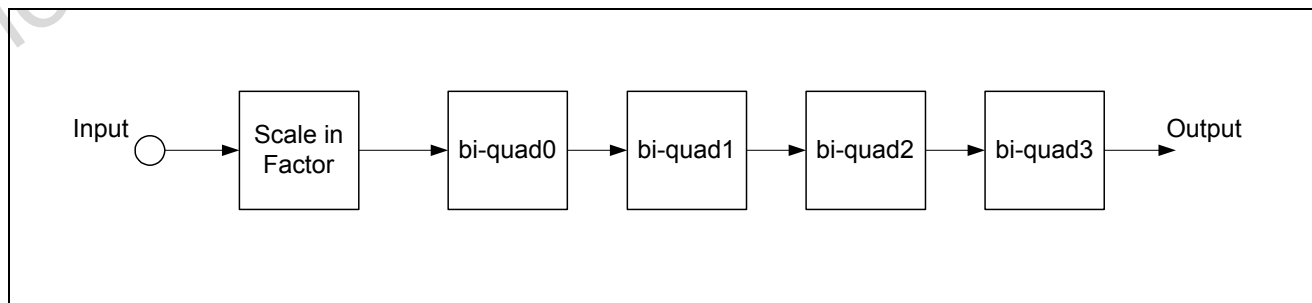 Input
Scale in
Factor
bi-quad0
bi-quad1
bi-quad2
bi-quad3
Output